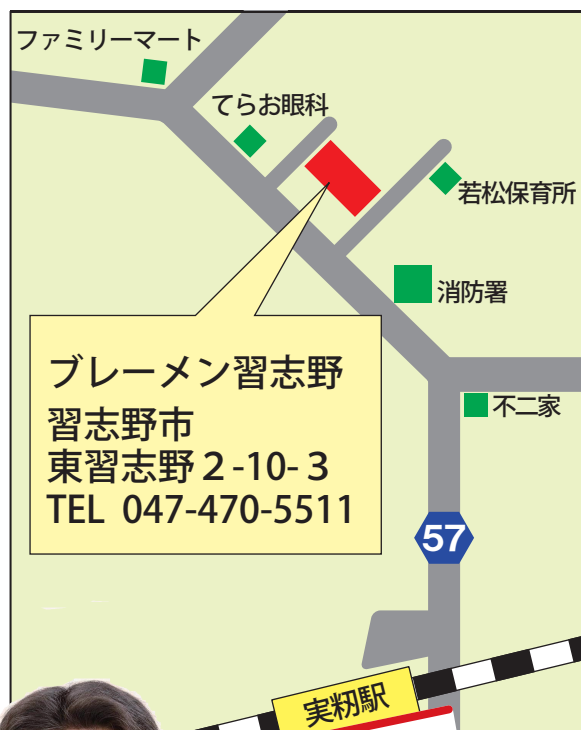 ファミリーマート
てらお眼科
若松保育所
消防署
ブレーメン習志野
習志野市
東習志野2-10-3
TEL 047-470-5511
不二家
57
実籾駅